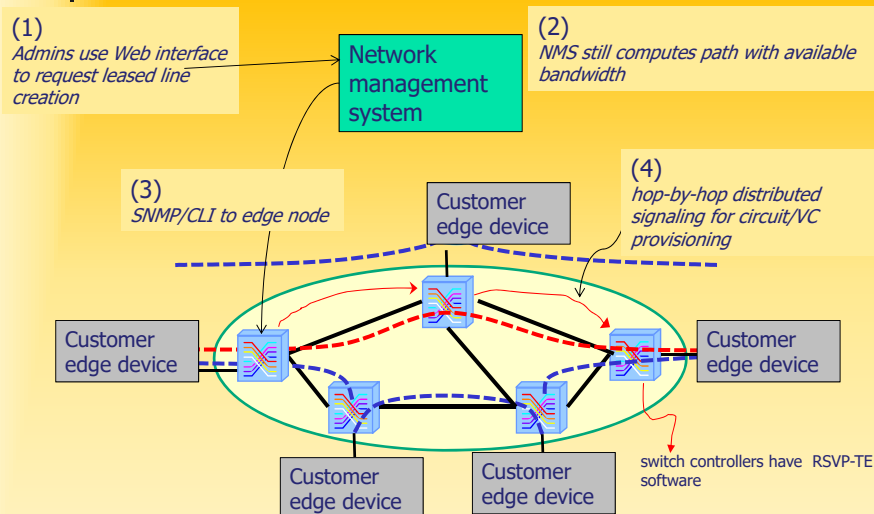 (1)
Admins use Web interface
to request leased line
creation
Network
management
system
(2)
NMS still computes path with available
bandwidth
(3)
SNMP/CLI to edge node
Customer
edge device
(4)
hop-by-hop distributed
signaling for circuit/VC
provisioning
Customer
edge device
Customer
edge device
Customer
edge device
Customer
edge device
switch controllers have RSVP-TE
software